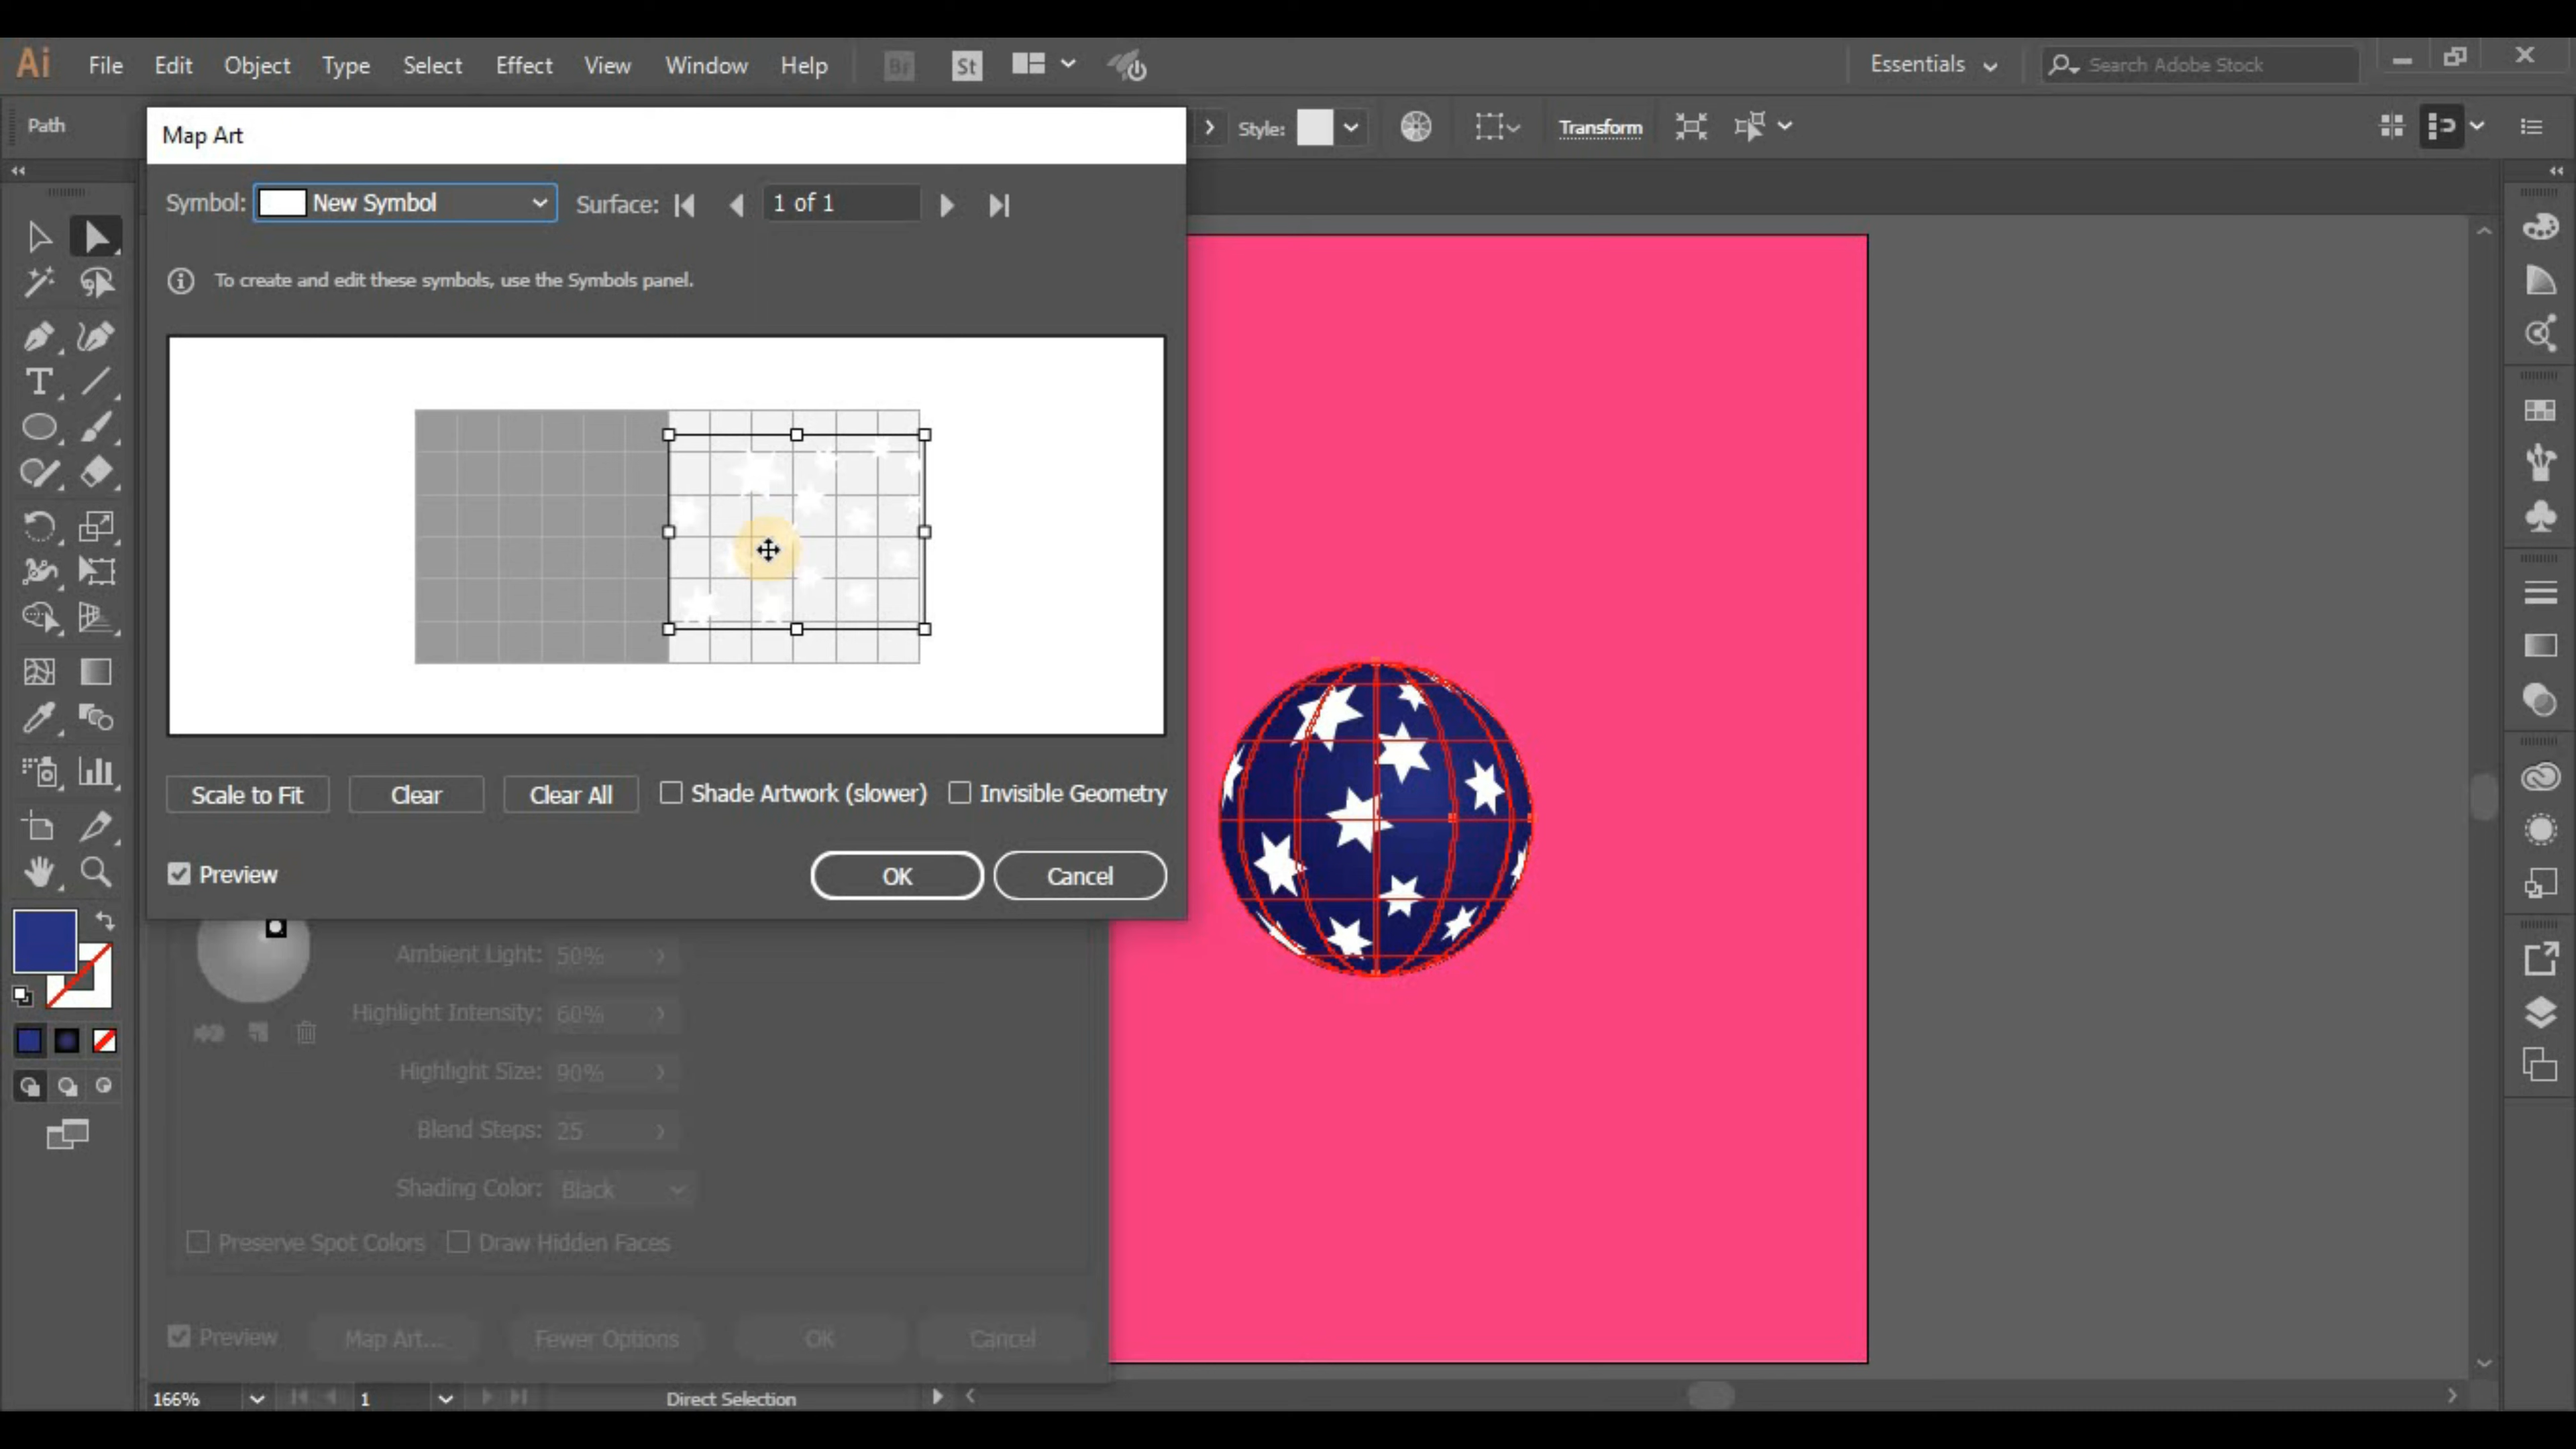 Ai File Edit Object Type Select Effect View Window Help Br St Essentials Search Adobe Stock
Path Style: Transform
Map Art
Symbol: New Symbol Surface: 1 of 1
To create and edit these symbols, use the Symbols panel.
Scale to Fit Clear Clear All Shade Artwork (slower) Invisible Geometry
Preview OK Cancel
Ambient Light: 50%
Highlight Intensity: 60%
Highlight Size: 90%
Blend Steps: 25
Shading Color: Black
Preserve Spot Colors Draw Hidden Faces
Preview Map Art... Fewer Options OK Cancel
166% 1 Direct Selection